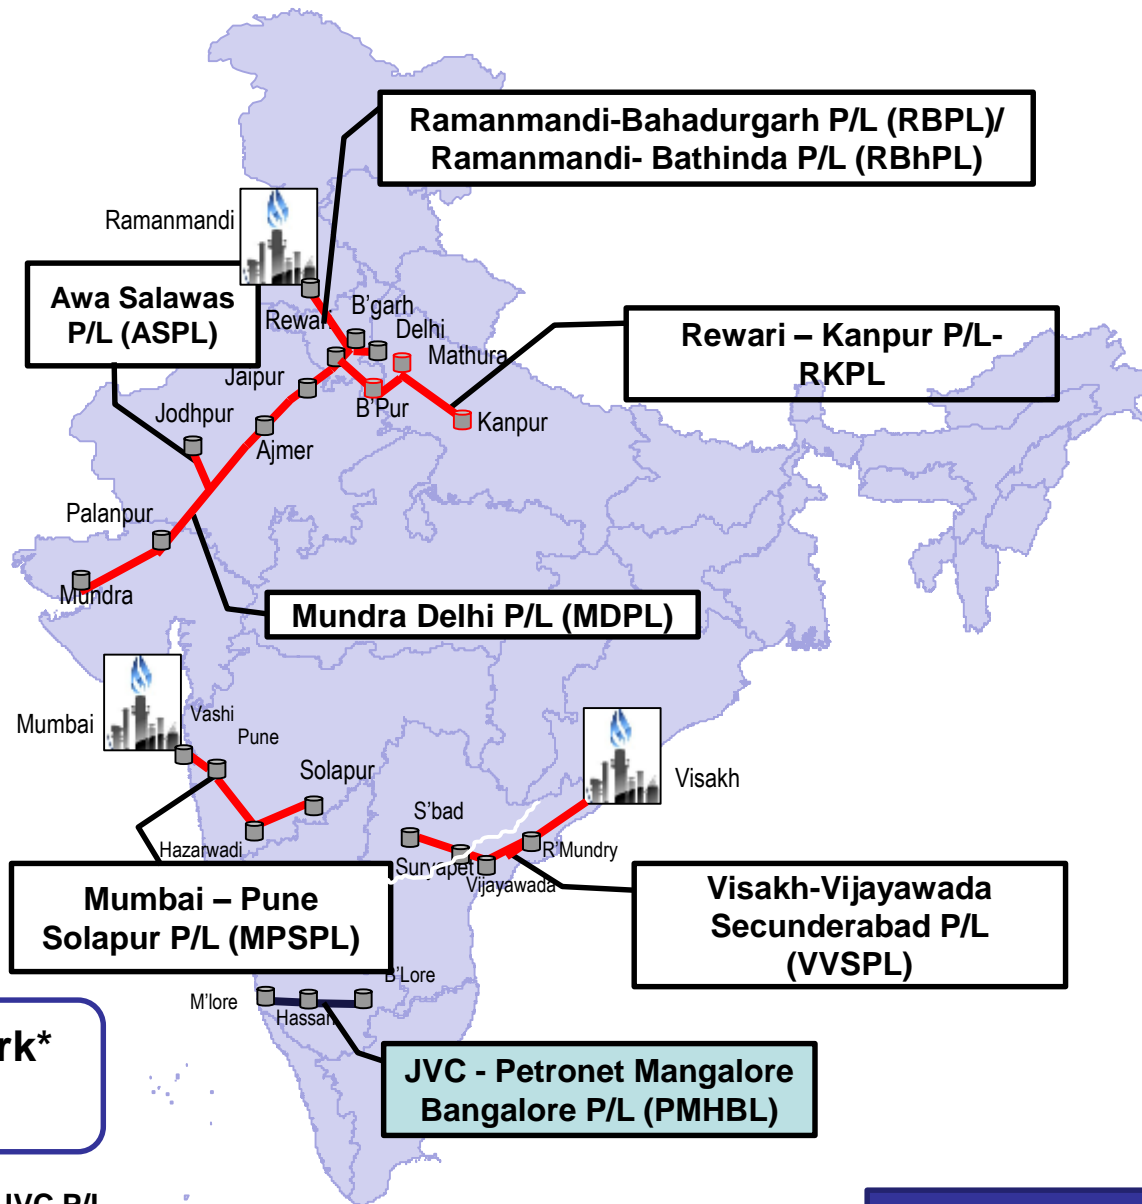 Ramanmandi-Bahadurgarh P/L (RBPL)/
Ramanmandi- Bathinda P/L (RBhPL)
Ramanmandi
Awa Salawas
P/L (ASPL)
B'garh
Rewari
Delhi
Mathura
Rewari – Kanpur P/L-
RKPL
Jaipur
B'Pur
Kanpur
Jodhpur
Ajmer
Palanpur
Mundra
Mundra Delhi P/L (MDPL)
Mumbai
Vashi
Pune
Solapur
Hazarwadi
Visakh
S'bad
R'Mundry
Suryapet
Vijayawada
Mumbai – Pune
Solapur P/L (MPSPL)
Visakh-Vijayawada
Secunderabad P/L
(VVSPL)
B'Lore
M'lore
Hassan
rk*
JVC - Petronet Mangalore
Bangalore P/L (PMHBL)
JVC P/L